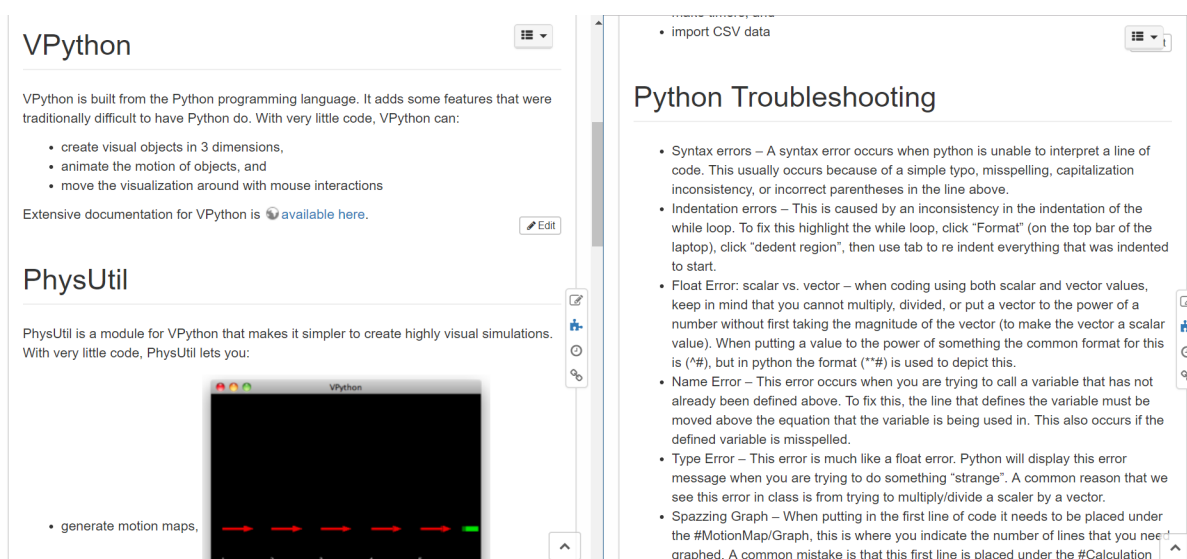 VPython
VPython is built from the Python programming language. It adds some features that were
traditionally difficult to have Python do. With very little code, VPython can:
• create visual objects in 3 dimensions,
• animate the motion of objects, and
• move the visualization around with mouse interactions
Extensive documentation for VPython is available here.
Edit
PhysUtil
PhysUtil is a module for VPython that makes it simpler to create highly visual simulations.
With very little code, PhysUtil lets you:
VPython
• generate motion maps,
• import CSV data
Python Troubleshooting
• Syntax errors – A syntax error occurs when python is unable to interpret a line of
code. This usually occurs because of a simple typo, misspelling, capitalization
inconsistency, or incorrect parentheses in the line above.
• Indentation errors – This is caused by an inconsistency in the indentation of the
while loop. To fix this highlight the while loop, click “Format” (on the top bar of the
laptop), click “dedent region”, then use tab to re indent everything that was indented
to start.
• Float Error: scalar vs. vector – when coding using both scalar and vector values,
keep in mind that you cannot multiply, divided, or put a vector to the power of a
number without first taking the magnitude of the vector (to make the vector a scalar
value). When putting a value to the power of something the common format for this
is (^#), but in python the format (**#) is used to depict this.
• Name Error – This error occurs when you are trying to call a variable that has not
already been defined above. To fix this, the line that defines the variable must be
moved above the equation that the variable is being used in. This also occurs if the
defined variable is misspelled.
• Type Error – This error is much like a float error. Python will display this error
message when you are trying to do something “strange”. A common reason that we
see this error in class is from trying to multiply/divide a scaler by a vector.
• Spazzing Graph – When putting in the first line of code it needs to be placed under
the #MotionMap/Graph, this is where you indicate the number of lines that you need
graphed. A common mistake is that this first line is placed under the #Calculation